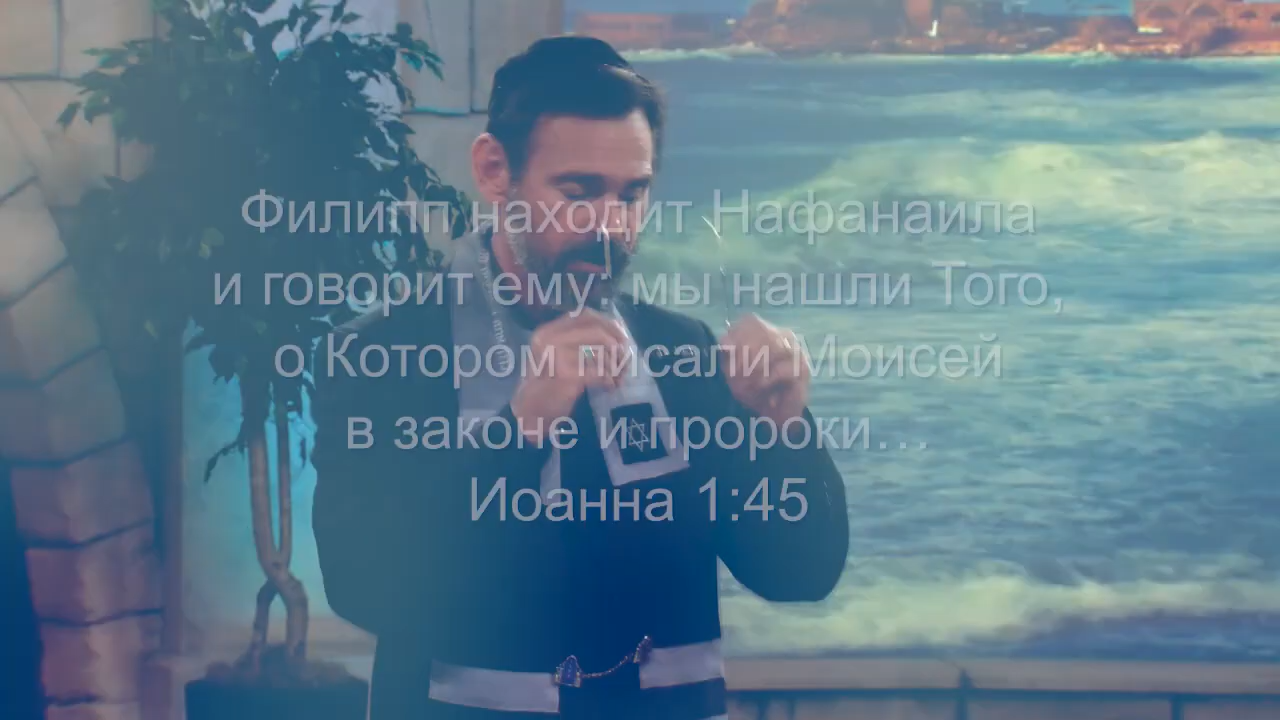 Филипп находит Нафанаила
и говорит ему: мы нашли Того,
о Котором писали Моисей
в законе и пророки…
Иоанна 1:45